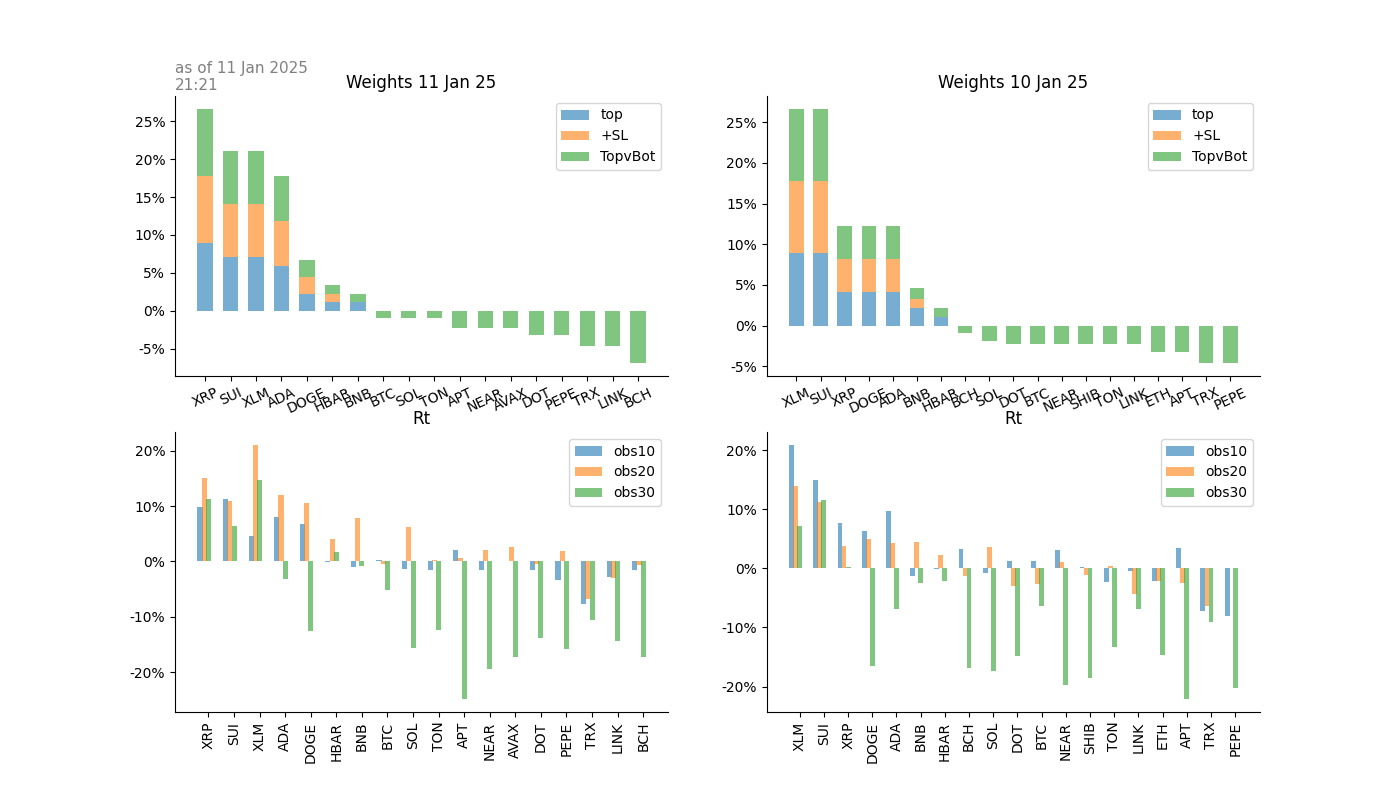 as of 11 Jan 2025
21:21
Weights 11 Jan 25
25%
20%
15%
10%
5%
0%
-5%
top
+SL
TopvBot
XRP SUI XLM ADA DOGE HBAR BNB BTC SOL TON APT NEAR AVAX DOT PEPE TRX LINK BCH
Weights 10 Jan 25
25%
20%
15%
10%
5%
0%
-5%
top
+SL
TopvBot
XLM SUI XRP DOGE ADA BNB HBAR BCH SOL DOT BTC NEAR SHIB TON LINK ETH APT TRX PEPE
Rt
20%
10%
0%
-10%
-20%
obs10
obs20
obs30
XRP SUI XLM ADA DOGE HBAR BNB BTC SOL TON APT NEAR AVAX DOT PEPE TRX LINK BCH
Rt
20%
10%
0%
-10%
-20%
obs10
obs20
obs30
XLM SUI XRP DOGE ADA BNB HBAR BCH SOL DOT BTC NEAR SHIB TON LINK ETH APT TRX PEPE